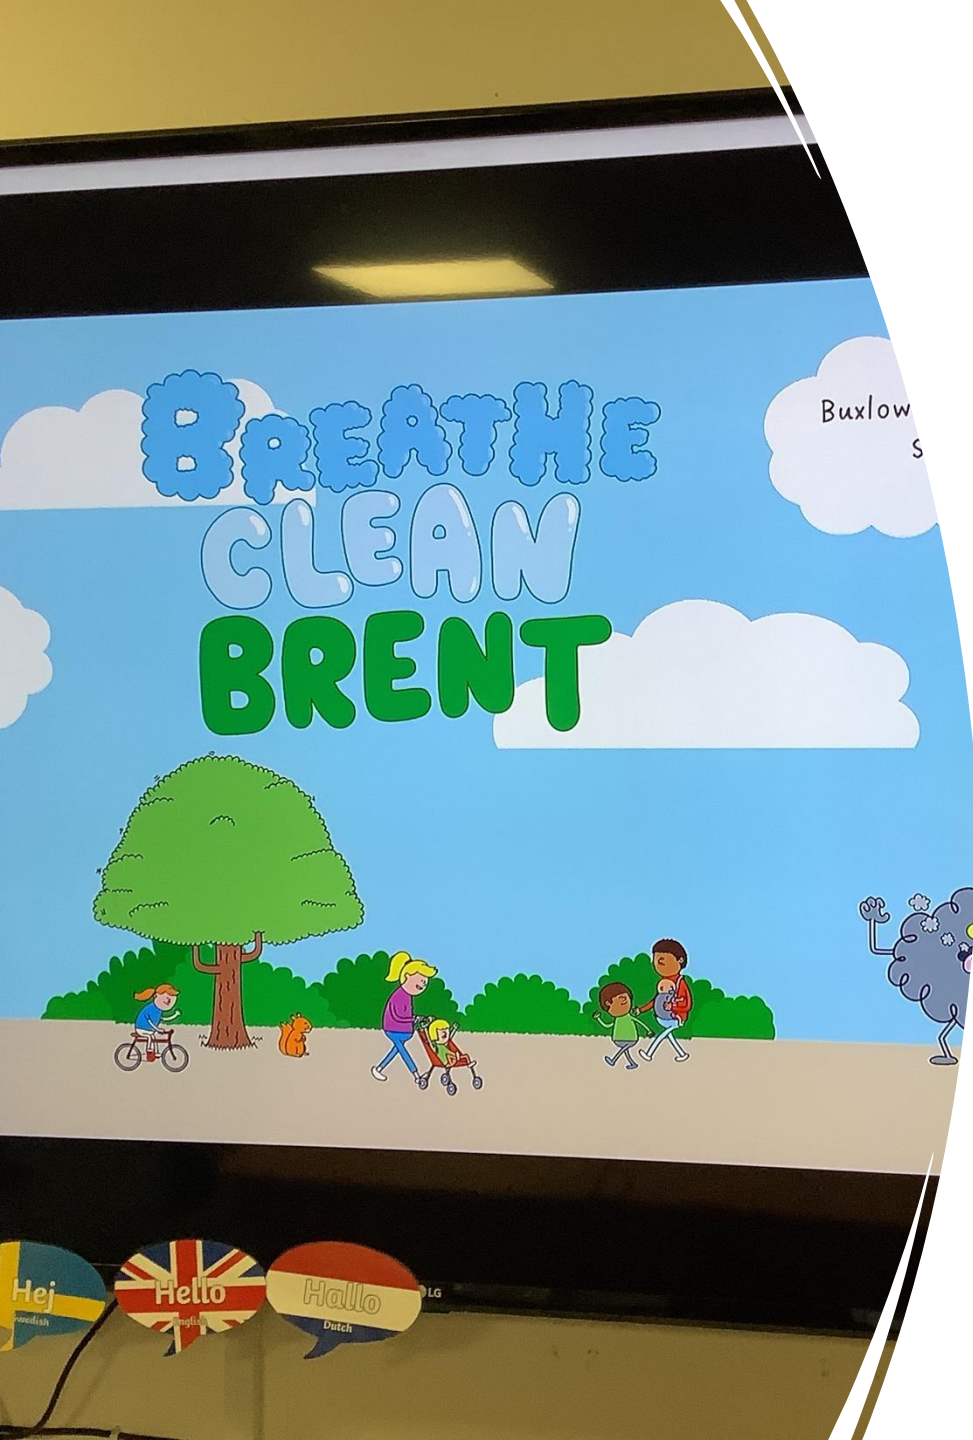 BREATHE
CLEAN
BRENT
Buxlow
Hej
Swedish
Hello
English
Hallo
Dutch
LG